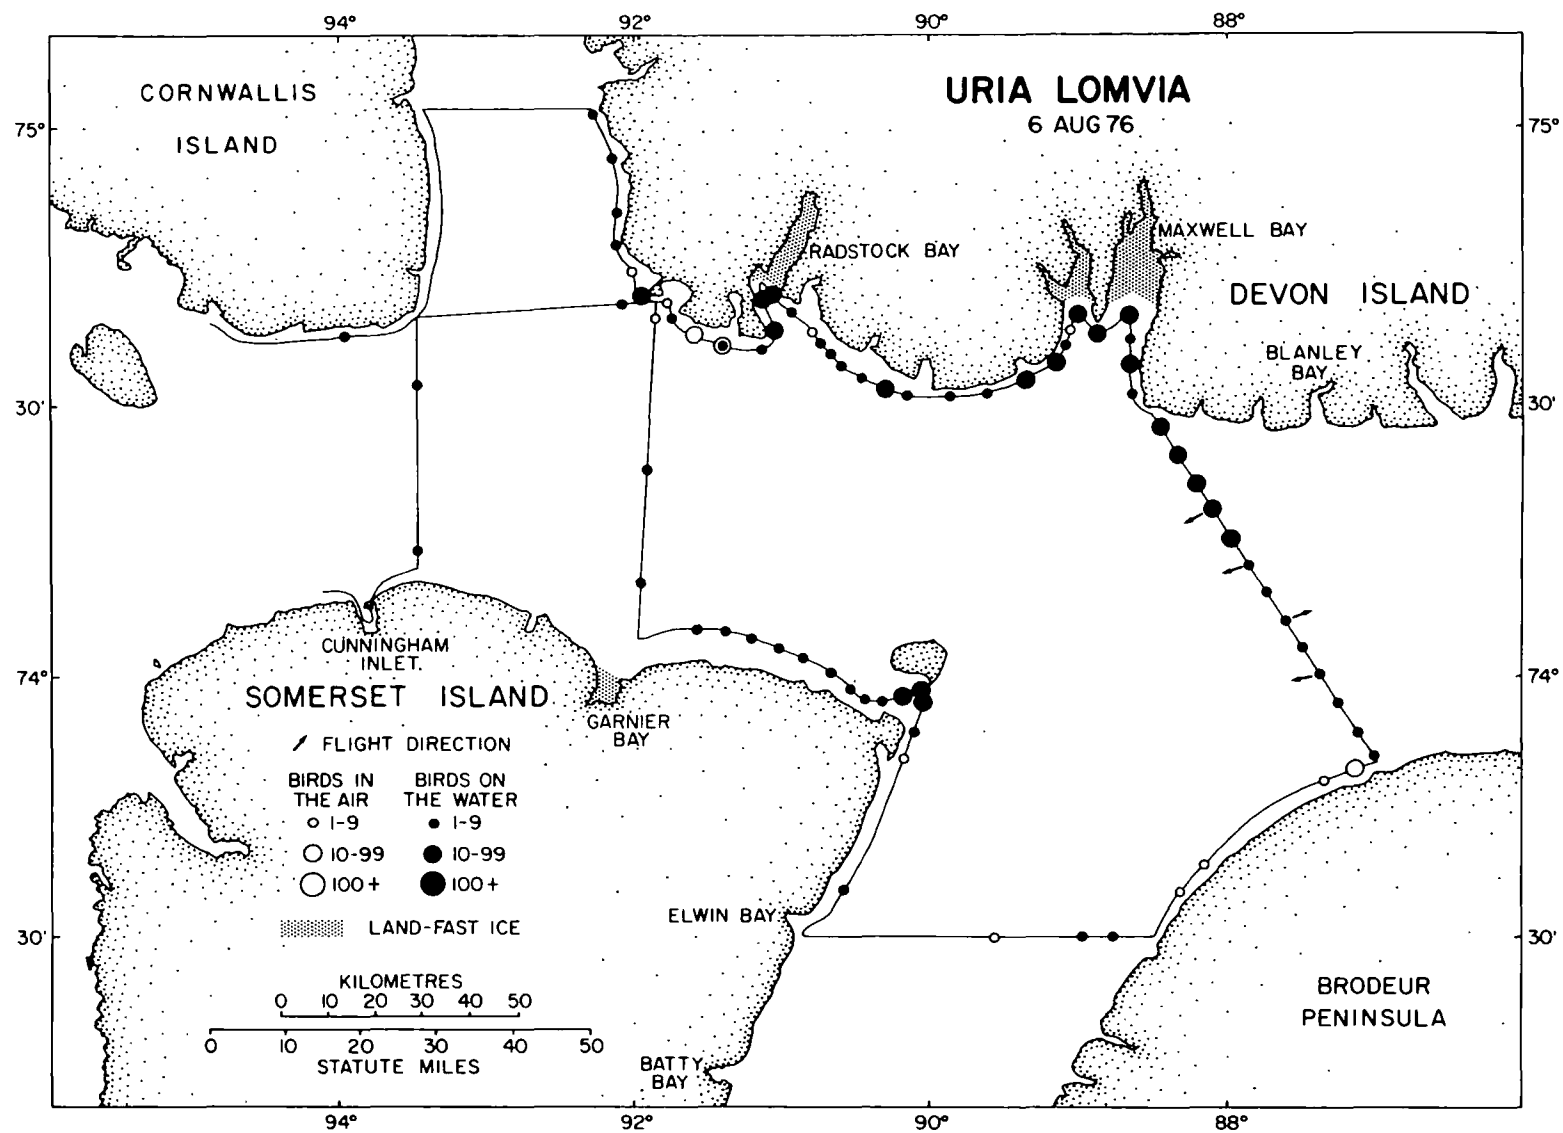 94° 92° 90° 88°
CORNWALLIS
ISLAND
URIA LOMVIA
6 AUG 76
75° 75°
RADSTOCK BAY
MAXWELL BAY
DEVON ISLAND
BLANLEY
BAY
30' 30'
CUNNINGHAM
INLET.
74° 74°
SOMERSET ISLAND
GARNIER
BAY
FLIGHT DIRECTION
BIRDS IN
THE AIR
BIRDS ON
THE WATER
1-9 1-9
10-99 10-99
100+ 100+
LAND-FAST ICE
ELWIN BAY
30' 30'
KILOMETRES
0 10 20 30 40 50
0 10 20 30 40 50
STATUTE MILES
BATTY
BAY
BRODEUR
PENINSULA
94° 92° 90° 88°